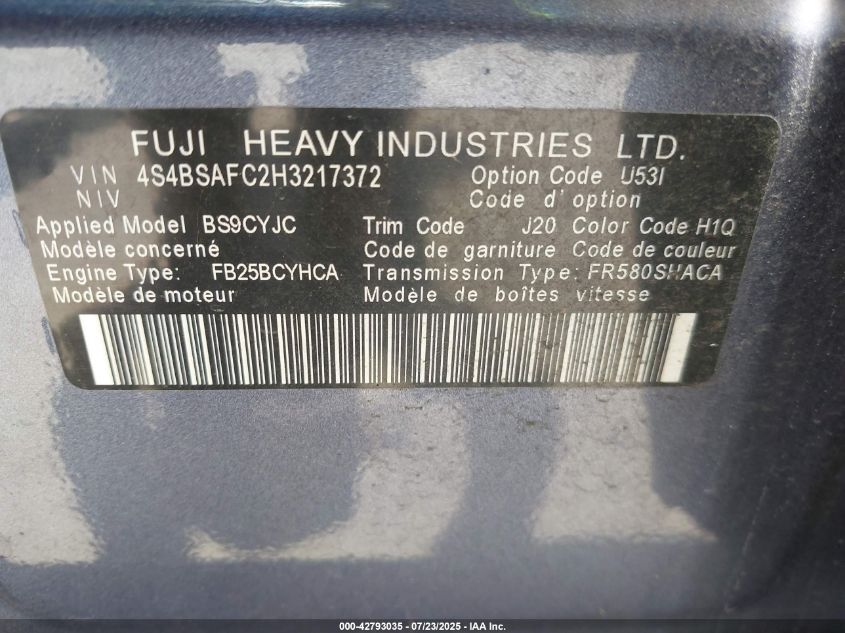 FUJI HEAVY INDUSTRIES LTD.
VIN 4S4BSAFC2H3217372 Option Code U53I
NIV Code d'option
Applied Model BS9CYJC Trim Code J20 Color Code H1Q
Modèle concerné Code de garniture Code de couleur
Engine Type: FB25BCYHCA Transmission Type: FR580SHACA
Modèle de moteur Modèle de boîtes vitesse
000-42793035 - 07/23/2025 - IAA Inc.